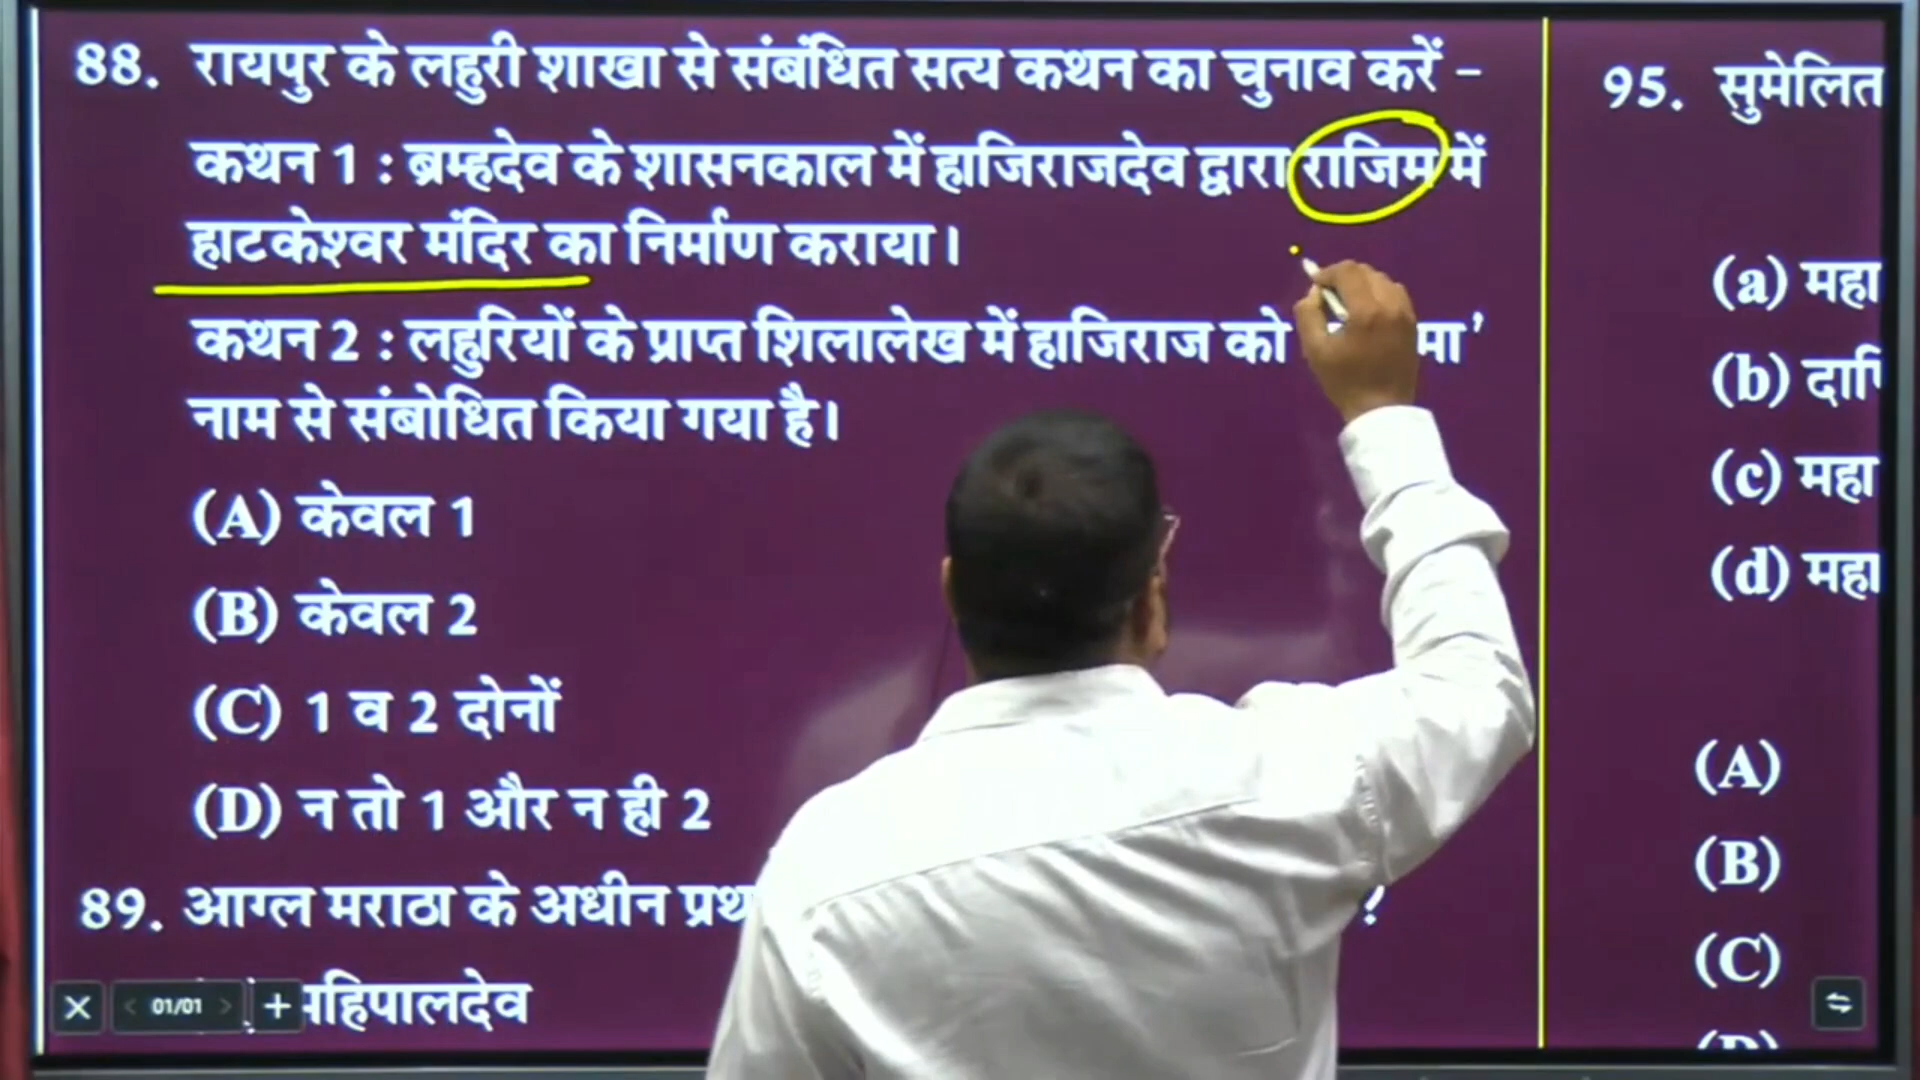 88. रायपुर के लहुरी शाखा से संबंधित सत्य कथन का चुनाव करें –
कथन 1 : ब्रम्हदेव के शासनकाल में हाजिराजदेव द्वारा राजिम में
हाटकेश्वर मंदिर का निर्माण कराया।
कथन 2 : लहुरियों के प्राप्त शिलालेख में हाजिराज को मा'
नाम से संबोधित किया गया है।
(A) केवल 1
(B) केवल 2
(C) 1 व 2 दोनों
(D) न तो 1 और न ही 2
89. आग्ल मराठा के अधीन ?
महिपालदेव
01/01
95. सुमेलित
(a) महा
(b)
(c) महा
(d) महा
(A)
(B)
(C)
(D)